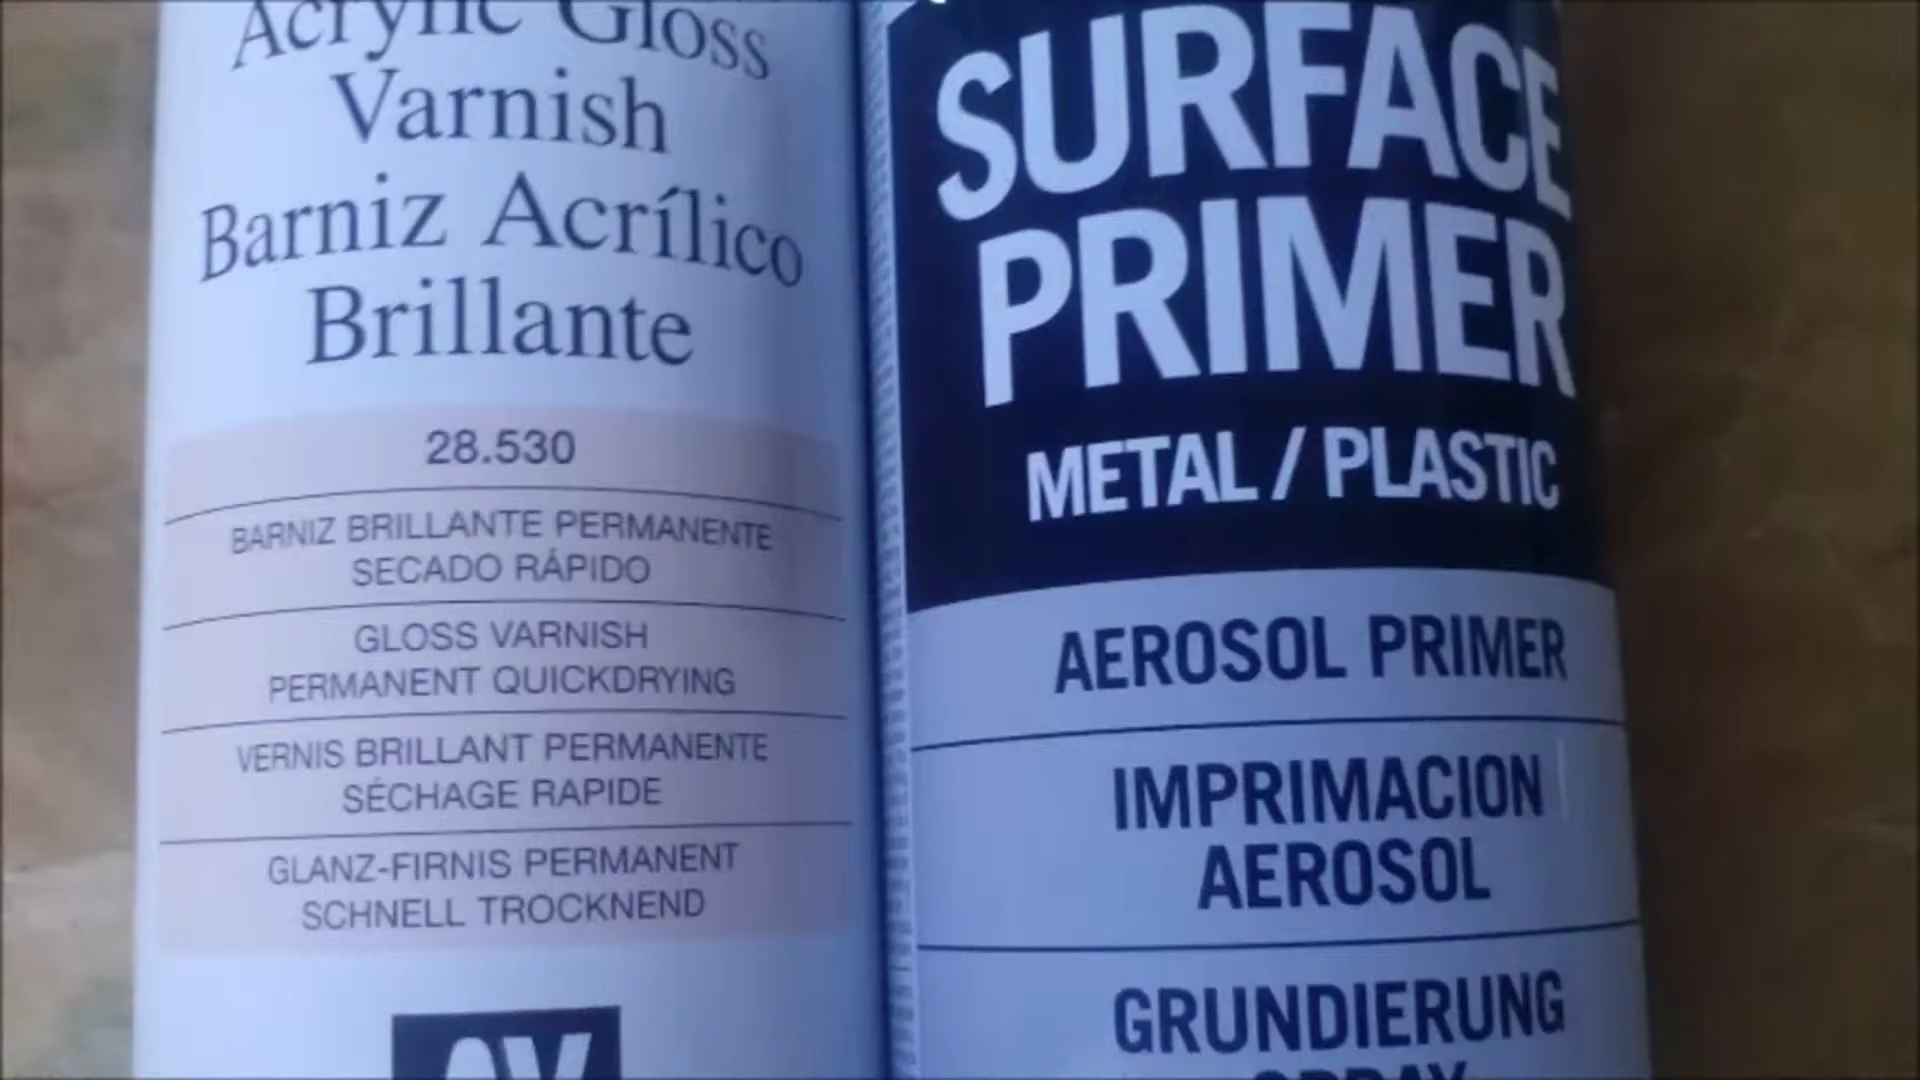 Acrylic Gloss
Varnish
Barniz Acrílico
Brillante
28.530
BARNIZ BRILLANTE PERMANENTE
SECADO RÁPIDO
GLOSS VARNISH
PERMANENT QUICKDRYING
VERNIS BRILLANT PERMANENTE
SÉCHAGE RAPIDE
GLANZ-FIRNIS PERMANENT
SCHNELL TROCKNEND
SURFACE
PRIMER
METAL / PLASTIC
AEROSOL PRIMER
IMPRIMACION
AEROSOL
GRUNDIERUNG
SPRAY